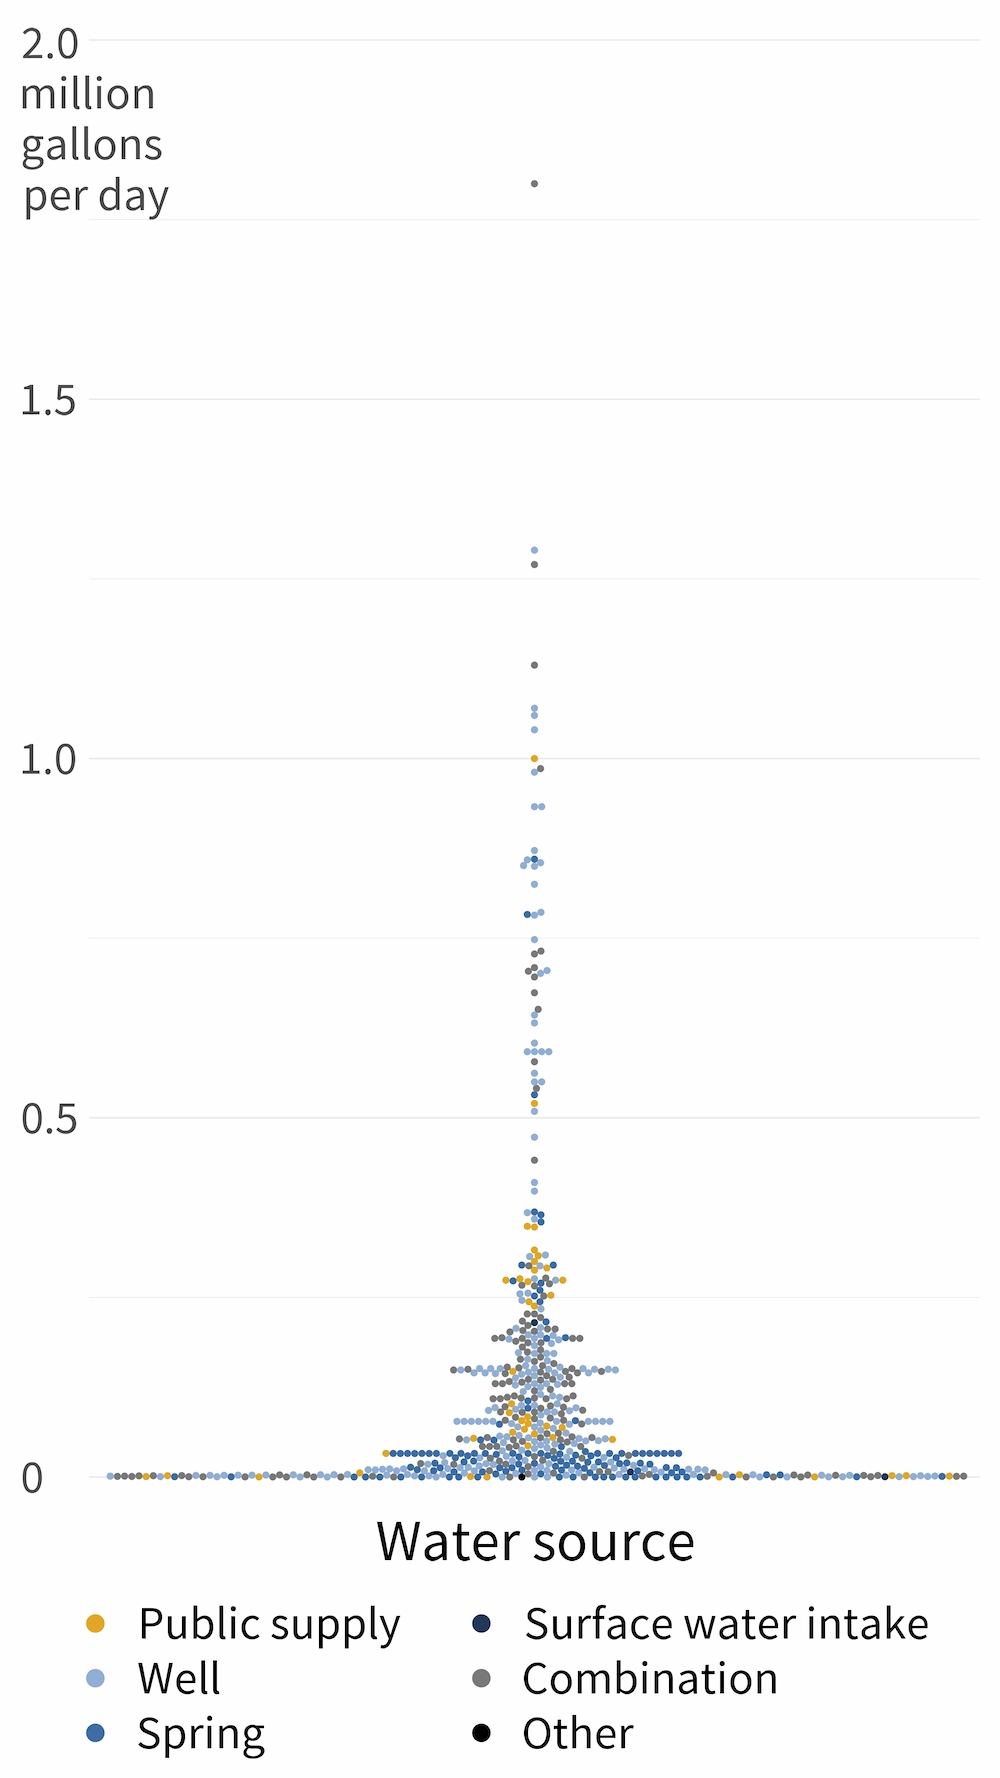 2.0
million
gallons
per day
1.5
1.0
0.5
0
Water source
Public supply
Surface water intake
Well
Combination
Spring
Other